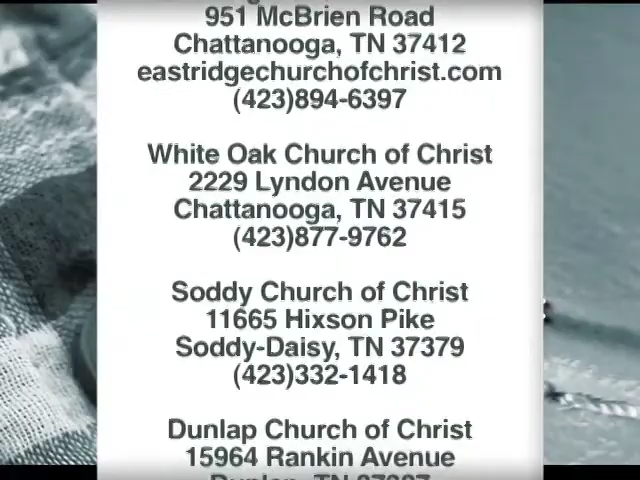 951 McBrien Road
Chattanooga, TN 37412
eastridgechurchofchrist.com
(423)894-6397
White Oak Church of Christ
2229 Lyndon Avenue
Chattanooga, TN 37415
(423)877-9762
Soddy Church of Christ
11665 Hixson Pike
Soddy-Daisy, TN 37379
(423)332-1418
Dunlap Church of Christ
15964 Rankin Avenue
Dunlap, TN